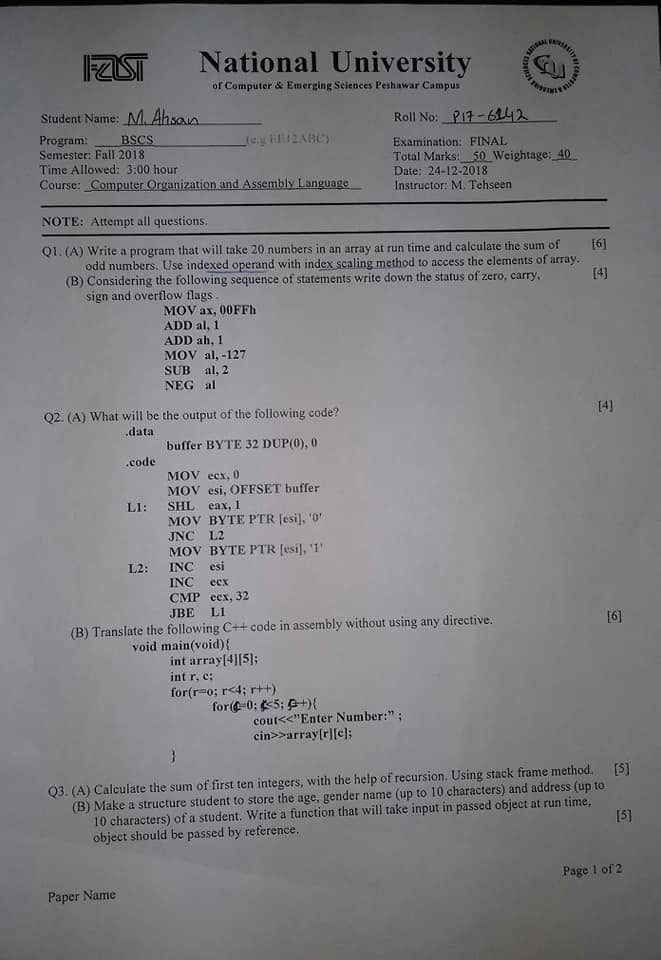 FAST
National University
of Computer & Emerging Sciences Peshawar Campus
Student Name: M. Ahsan
Roll No: P17-6142
Program: BSCS (e.g EE12ABC)
Examination: FINAL
Semester: Fall 2018
Total Marks: 50 Weightage: 40
Time Allowed: 3:00 hour
Date: 24-12-2018
Course: Computer Organization and Assembly Language
Instructor: M. Tehseen
NOTE: Attempt all questions.
Q1. (A) Write a program that will take 20 numbers in an array at run time and calculate the sum of [6]
odd numbers. Use indexed operand with index scaling method to access the elements of array.
(B) Considering the following sequence of statements write down the status of zero, carry, [4]
sign and overflow flags .
MOV ax, 00FFh
ADD al, 1
ADD ah, 1
MOV al, -127
SUB al, 2
NEG al
Q2. (A) What will be the output of the following code? [4]
.data
buffer BYTE 32 DUP(0), 0
.code
MOV ecx, 0
MOV esi, OFFSET buffer
L1: SHL eax, 1
MOV BYTE PTR [esi], '0'
JNC L2
MOV BYTE PTR [esi], '1'
L2: INC esi
INC ecx
CMP ecx, 32
JBE L1
(B) Translate the following C++ code in assembly without using any directive. [6]
void main(void){
int array[4][5];
int r, c;
for(r=o; r<4; r++)
for(c=0; c<5; c++){
cout<<"Enter Number:" ;
cin>>array[r][c];
}
Q3. (A) Calculate the sum of first ten integers, with the help of recursion. Using stack frame method. [5]
(B) Make a structure student to store the age, gender name (up to 10 characters) and address (up to
10 characters) of a student. Write a function that will take input in passed object at run time, [5]
object should be passed by reference.
Page 1 of 2
Paper Name